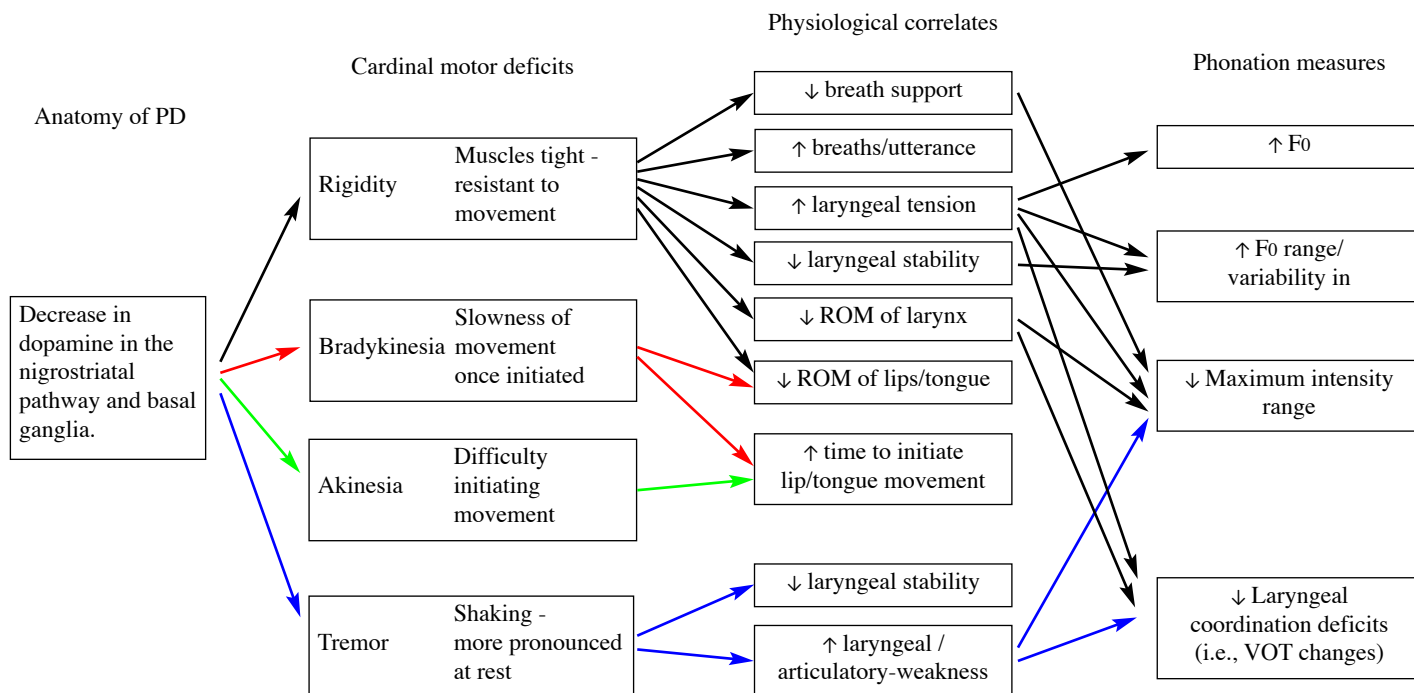 Anatomy of PD
Decrease in
dopamine in the
nigrostriatal
pathway and basal
ganglia.
Cardinal motor deficits
Rigidity
Muscles tight -
resistant to
movement
Bradykinesia
Slowness of
movement
once initiated
Akinesia
Difficulty
initiating
movement
Tremor
Shaking -
more pronounced
at rest
Physiological correlates
↓ breath support
↑ breaths/utterance
↑ laryngeal tension
↓ laryngeal stability
↓ ROM of larynx
↓ ROM of lips/tongue
↑ time to initiate
lip/tongue movement
↓ laryngeal stability
↑ laryngeal /
articulatory-weakness
Phonation measures
↑ F0
↑ F0 range/
variability in
↓ Maximum intensity
range
↓ Laryngeal
coordination deficits
(i.e., VOT changes)